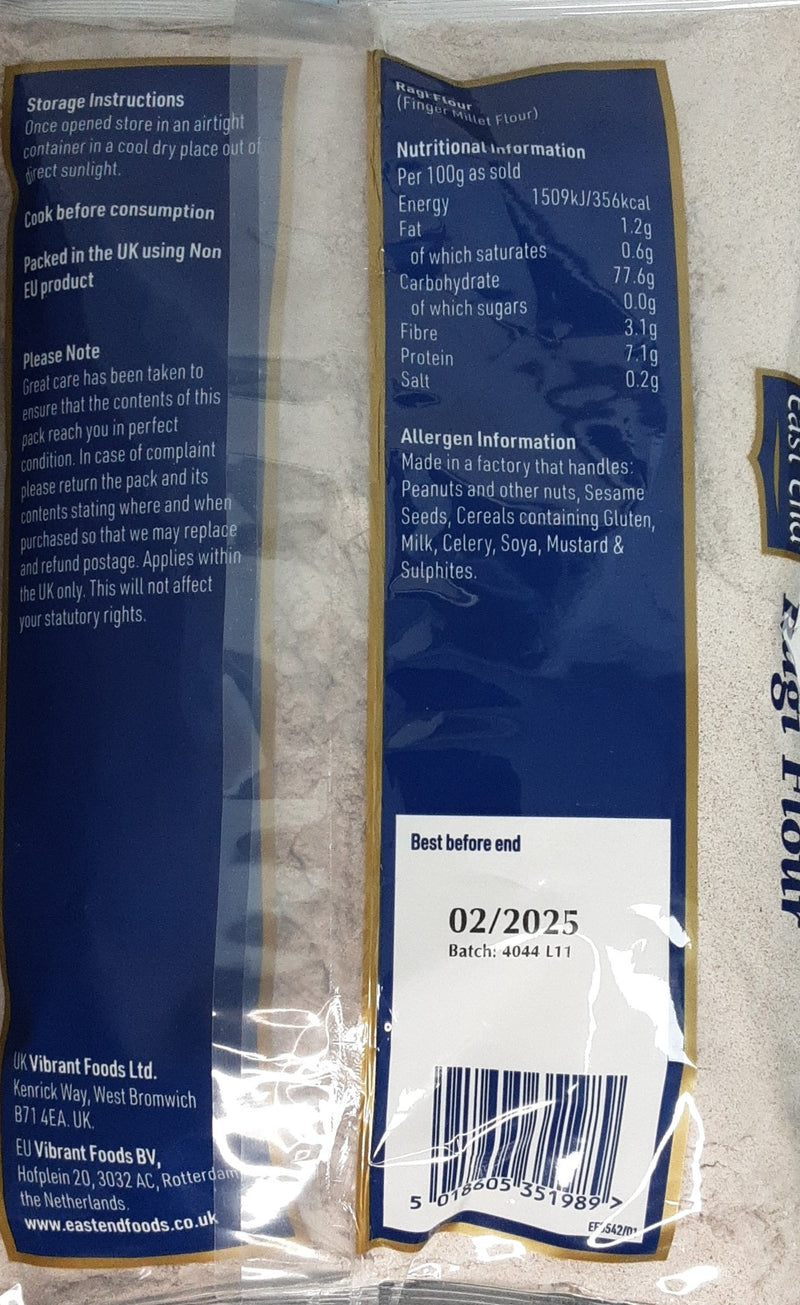 Storage Instructions
Once opened store in an airtight
container in a cool dry place out of
direct sunlight.
Cook before consumption
Packed in the UK using Non
EU product
Please Note
Great care has been taken to
ensure that the contents of this
pack reach you in perfect
condition. In case of complaint
please return the pack and its
contents stating where and when
purchased so that we may replace
and refund postage. Applies within
the UK only. This will not affect
your statutory rights.
UK Vibrant Foods Ltd.
Kenrick Way, West Bromwich
B71 4EA. UK.
EU Vibrant Foods BV,
Hofplein 20, 3032 AC, Rotterdam
the Netherlands.
www.eastendfoods.co.uk
Ragi Flour
(Finger Millet Flour)
Nutritional Information
Per 100g as sold
Energy 1509kJ/356kcal
Fat 1.2g
of which saturates 0.6g
Carbohydrate 77.6g
of which sugars 0.0g
Fibre 3.1g
Protein 7.1g
Salt 0.2g
Allergen Information
Made in a factory that handles:
Peanuts and other nuts, Sesame
Seeds, Cereals containing Gluten,
Milk, Celery, Soya, Mustard &
Sulphites.
Best before end
02/2025
Batch: 4044 L11
5 018605 351989 >
East End
Ragi Flour